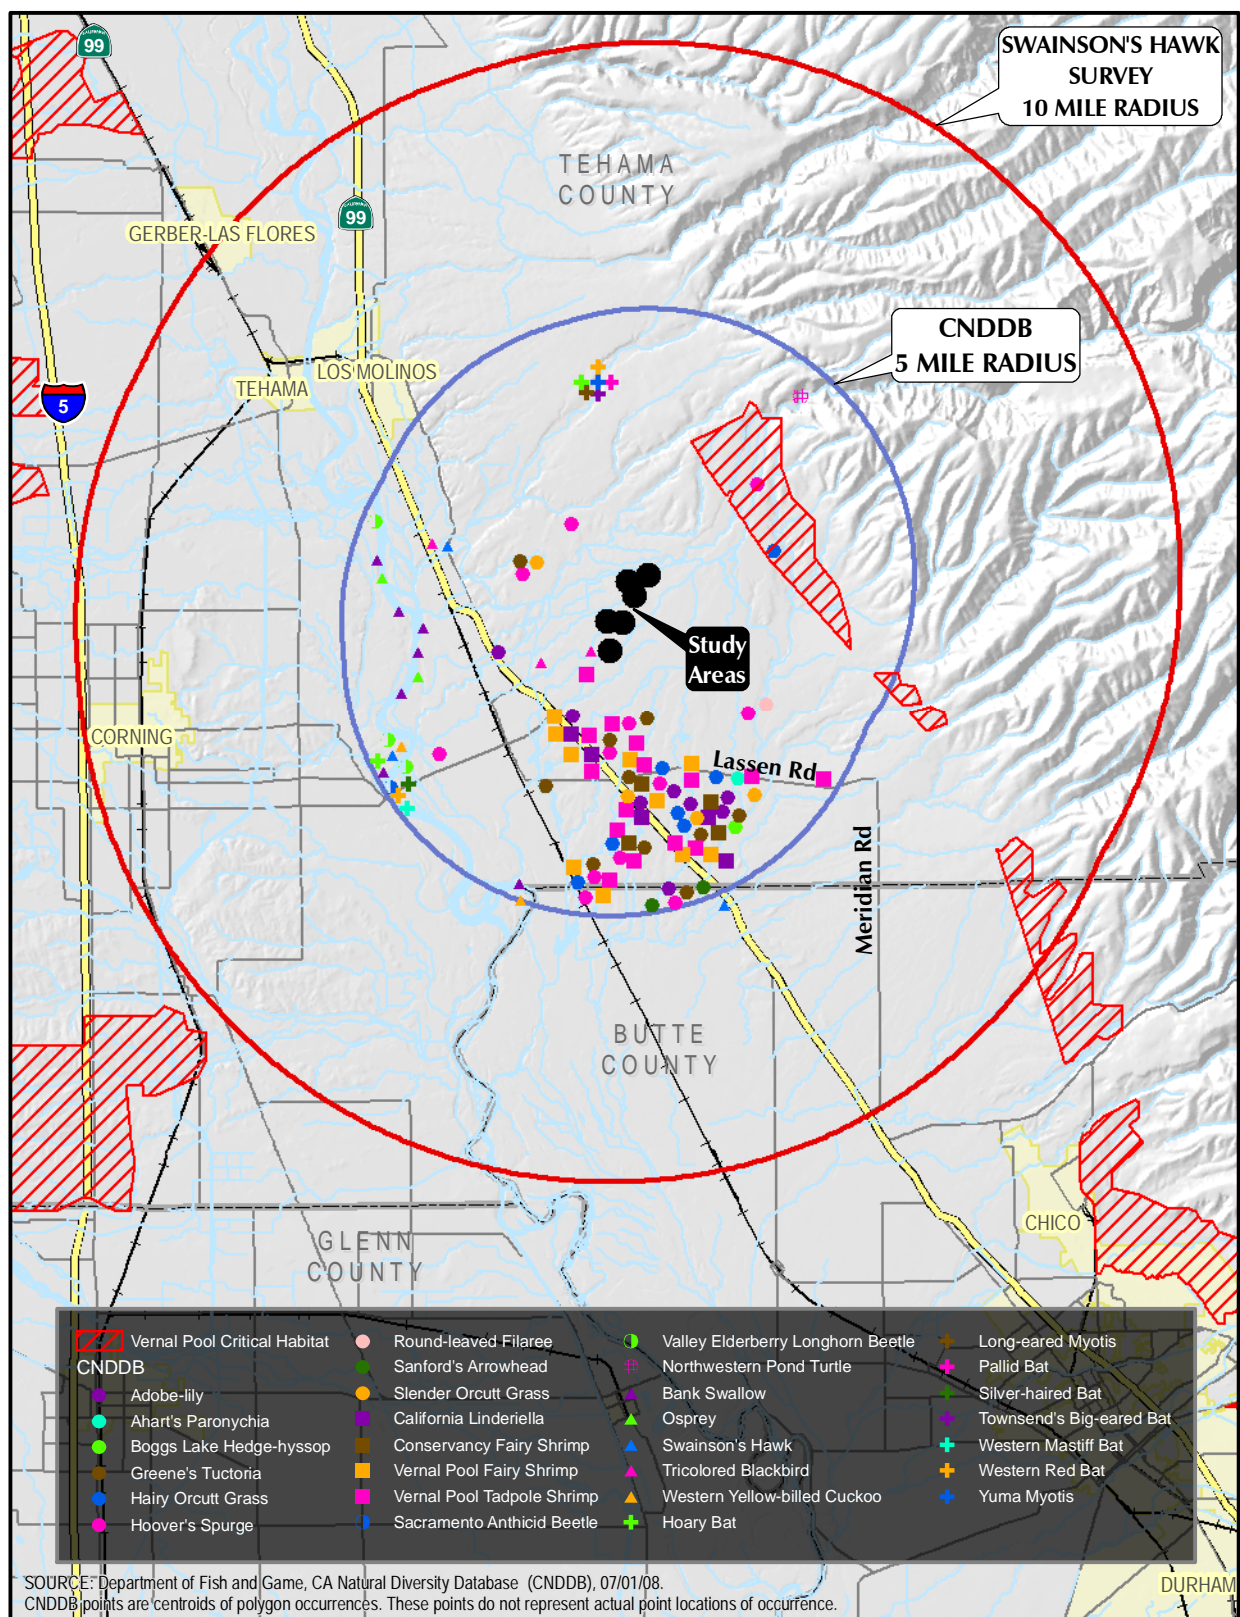 SWAINSON'S HAWK
SURVEY
10 MILE RADIUS
99
TEHAMA
COUNTY
CALIFORNIA
99
GERBER-LAS FLORES
CNDDB
5 MILE RADIUS
LOS MOLINOS
TEHAMA
5
Study
Areas
CORNING
Lassen Rd
Meridian Rd
BUTTE
COUNTY
CHICO
GLENN
COUNTY
Vernal Pool Critical Habitat
CNDDB
Adobe-lily
Ahart's Paronychia
Boggs Lake Hedge-hyssop
Greene's Tuctoria
Hairy Orcutt Grass
Hoover's Spurge
Round-leaved Filaree
Sanford's Arrowhead
Slender Orcutt Grass
California Linderiella
Conservancy Fairy Shrimp
Vernal Pool Fairy Shrimp
Vernal Pool Tadpole Shrimp
Sacramento Anthicid Beetle
Valley Elderberry Longhorn Beetle
Northwestern Pond Turtle
Bank Swallow
Osprey
Swainson's Hawk
Tricolored Blackbird
Western Yellow-billed Cuckoo
Hoary Bat
Long-eared Myotis
Pallid Bat
Silver-haired Bat
Townsend's Big-eared Bat
Western Mastiff Bat
Western Red Bat
Yuma Myotis
DURHAM
SOURCE: Department of Fish and Game, CA Natural Diversity Database (CNDDB), 07/01/08.
CNDDB points are centroids of polygon occurrences. These points do not represent actual point locations of occurrence.